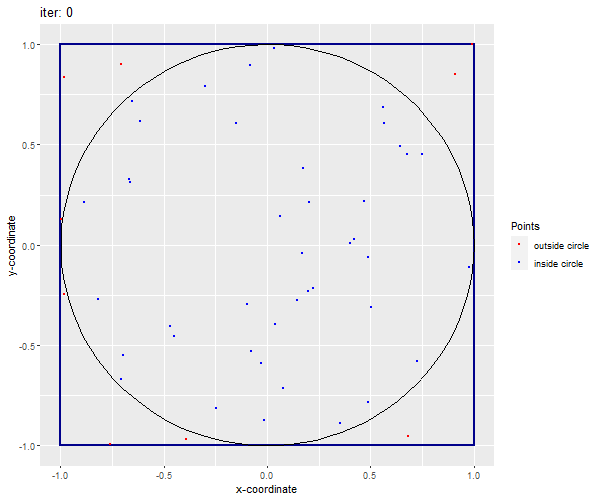 iter: 0
1.0
0.5
0.0
-0.5
-1.0
y-coordinate
-1.0 -0.5 0.0 0.5 1.0
x-coordinate
Points
outside circle
inside circle